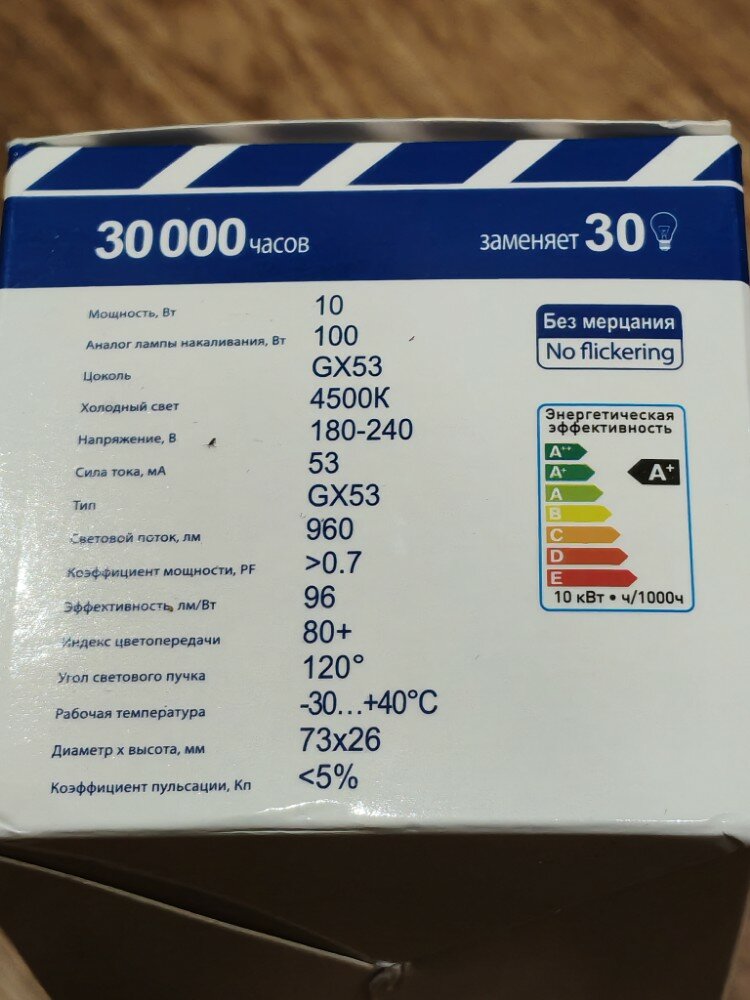 30 000 часов
заменяет 30
Мощность, Вт 10
Аналог лампы накаливания, Вт 100
Цоколь GX53
Холодный свет 4500К
Напряжение, В 180-240
Сила тока, мА 53
Тип GX53
Световой поток, лм 960
Коэффициент мощности, PF >0.7
Эффективность, лм/Вт 96
Индекс цветопередачи 80+
Угол светового пучка 120°
Рабочая температура -30...+40°C
Диаметр х высота, мм 73x26
Коэффициент пульсации, Кп <5%
Без мерцания
No flickering
Энергетическая
эффективность
A++
A+ A+
A
B
C
D
E
10 кВт • ч/1000ч